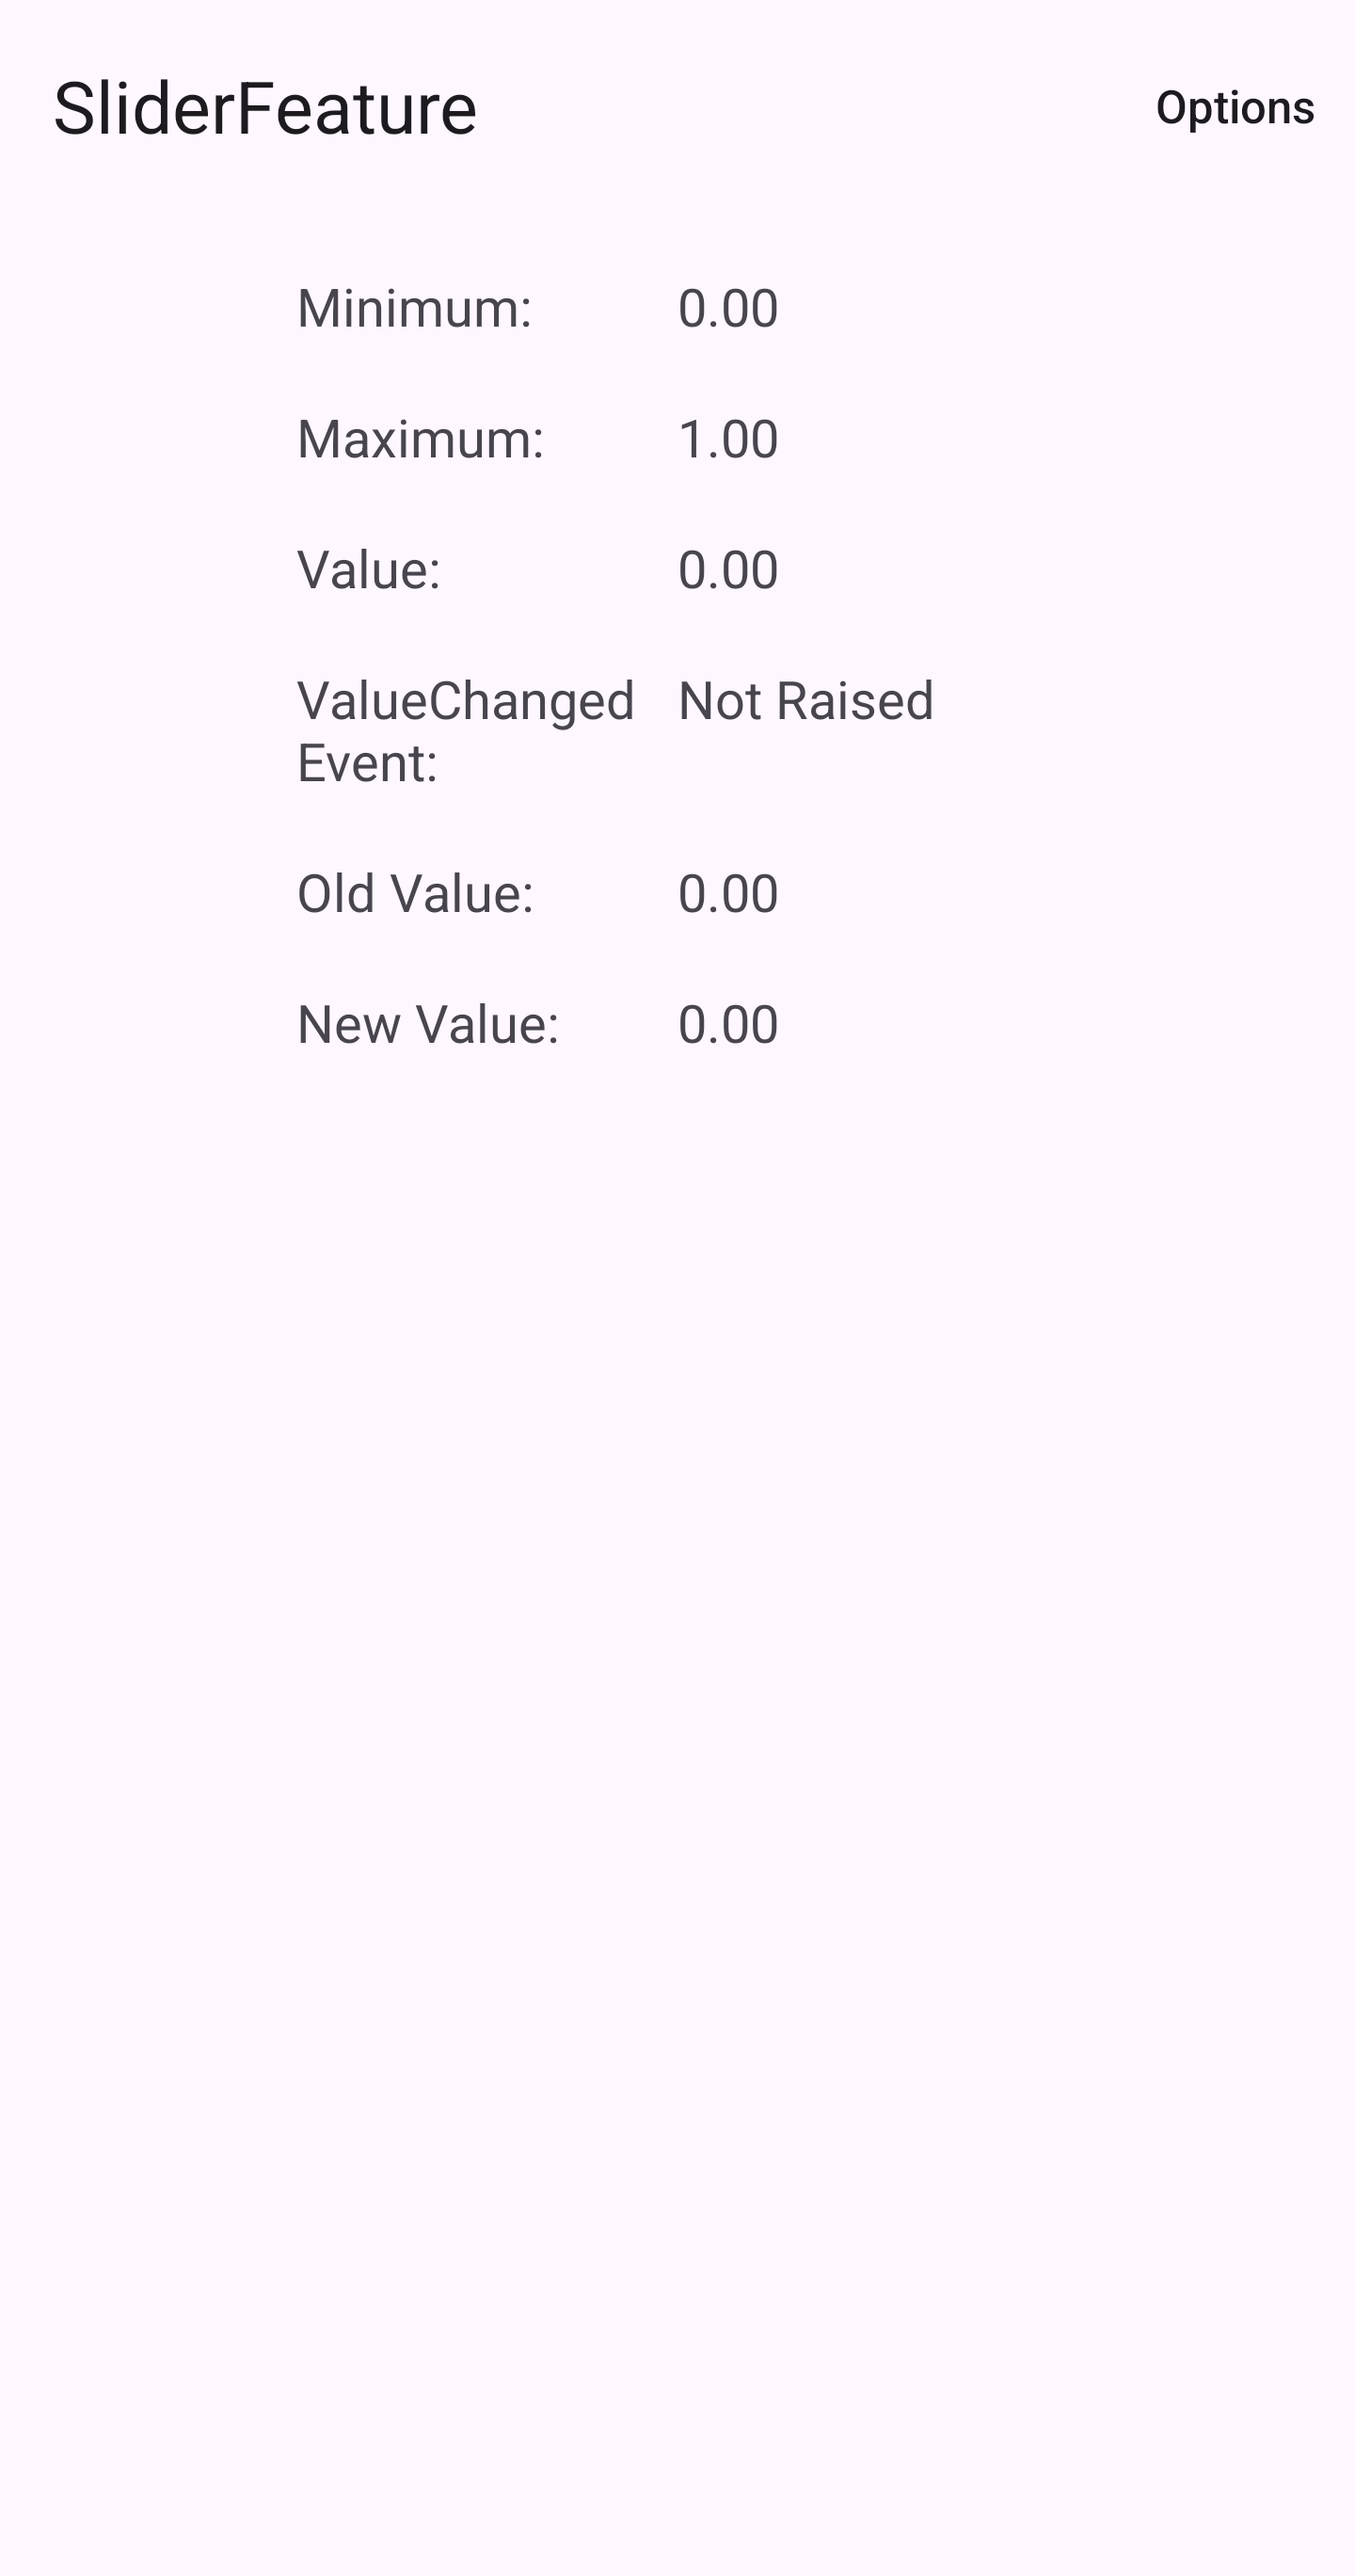 SliderFeature
Options
Minimum: 0.00
Maximum: 1.00
Value: 0.00
ValueChanged Not Raised
Event:
Old Value: 0.00
New Value: 0.00